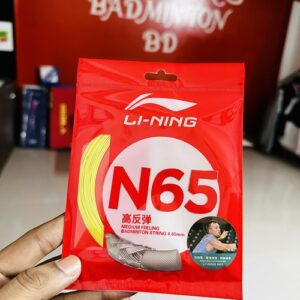 BADMINTON
BD
LI-NING
N65
高反弹
MEDIUM FEELING
BADMINTON STRING 0.65mm